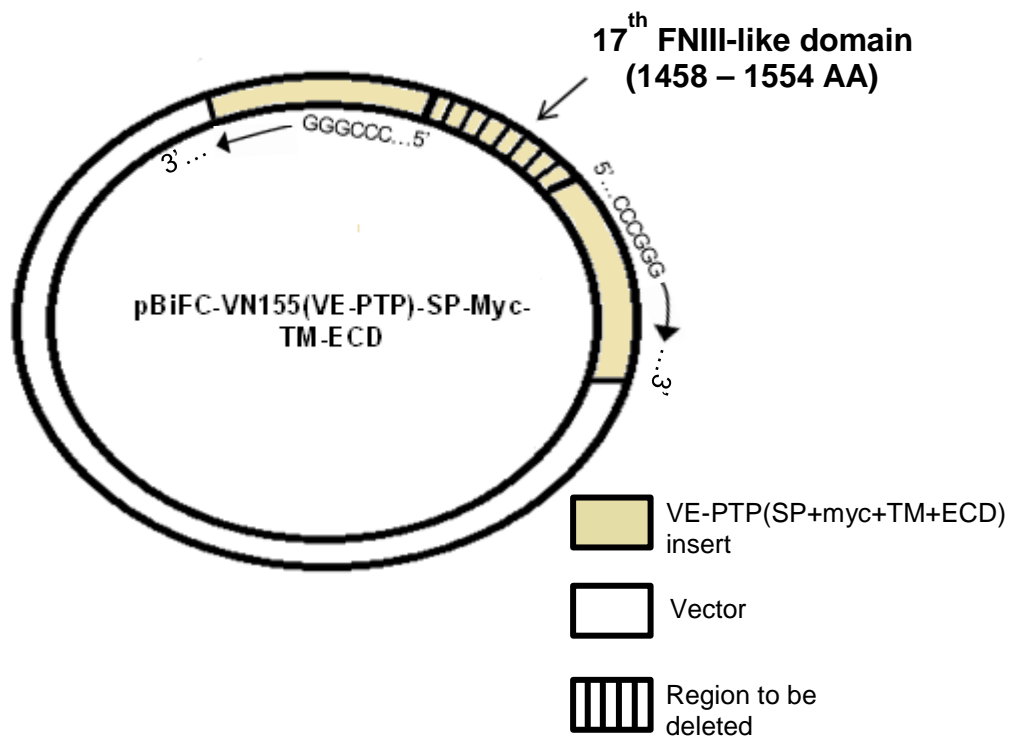 17th FNIII-like domain
(1458 – 1554 AA)
3’... GGGCCC...5’
5’...CCCGGG ...3’
pBiFC-VN155(VE-PTP)-SP-Myc-
TM-ECD
VE-PTP(SP+myc+TM+ECD)
insert
Vector
Region to be
deleted